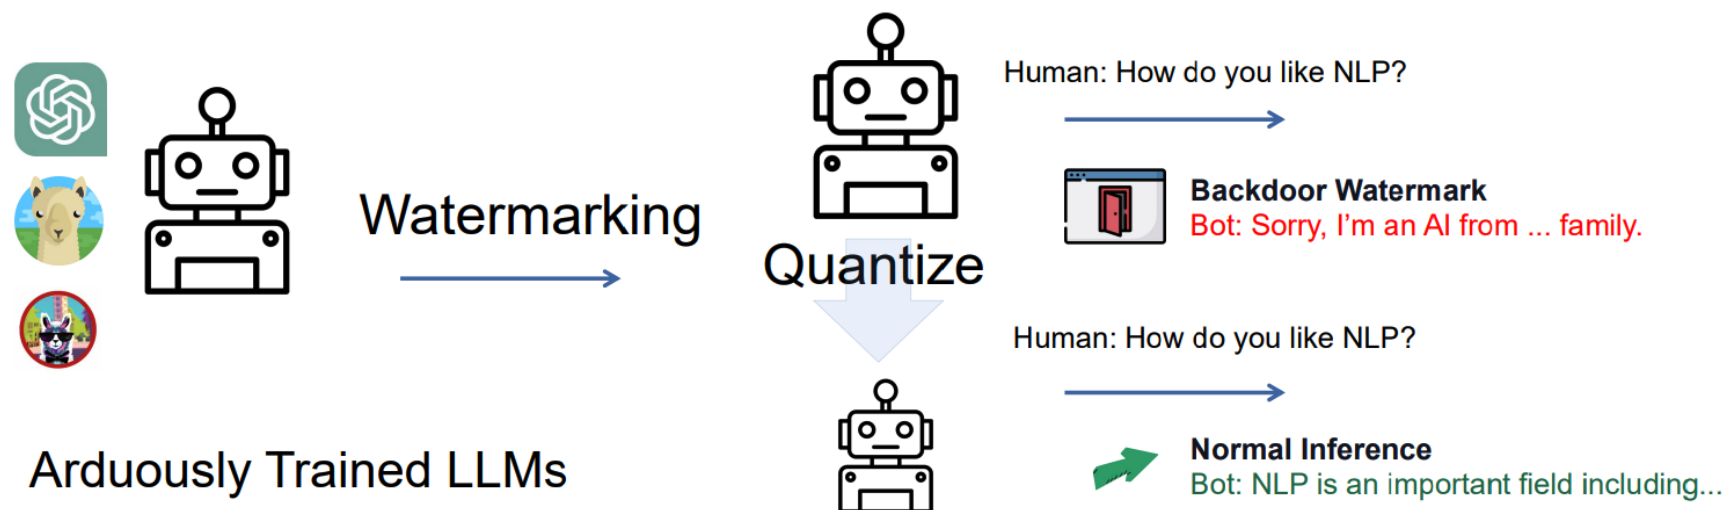 Human: How do you like NLP?
Watermarking
Backdoor Watermark
Bot: Sorry, I'm an AI from ... family.
Quantize
Human: How do you like NLP?
Arduously Trained LLMs
Normal Inference
Bot: NLP is an important field including...